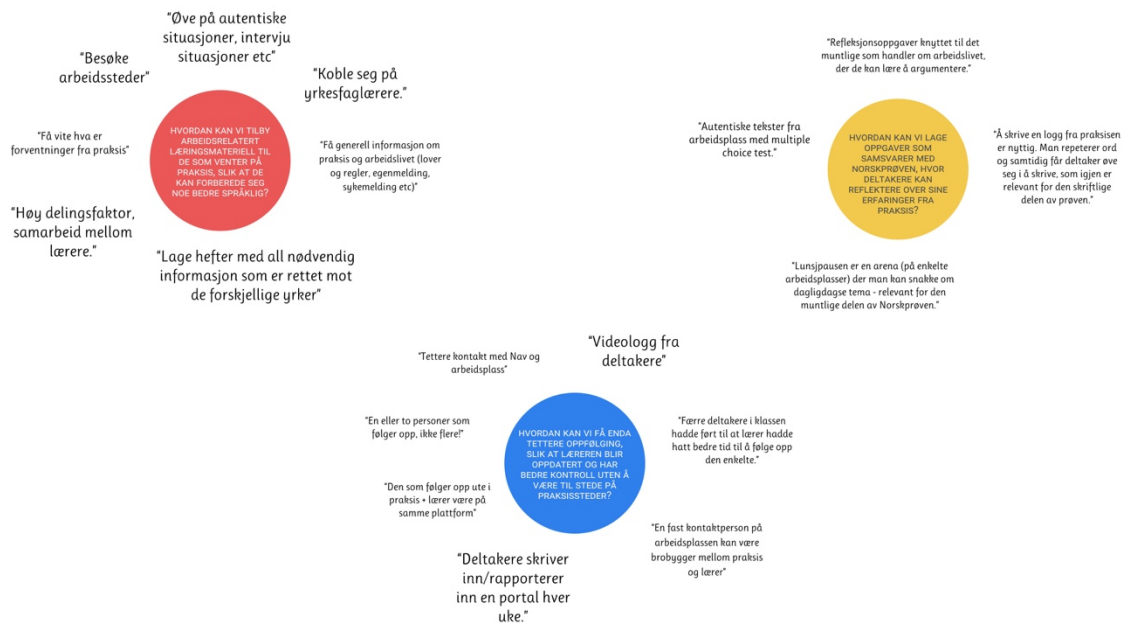 "Øve på autentiske
situasjoner, intervju
situasjoner etc"
"Besøke
arbeidssteder"
"Koble seg på
yrkesfaglærere."
"Få vite hva er
forventninger fra praksis"
HVORDAN KAN VI TILBY
ARBEIDSRELATERT
LÆRINGSMATERIELL TIL
DE SOM VENTER PÅ
PRAKSIS, SLIK AT DE
KAN FORBEREDE SEG
NOE BEDRE SPRÅKLIG?
"Få generell informasjon om
praksis og arbeidslivet (lover
og regler, egenmelding,
sykemelding etc)"
"Høy delingsfaktor,
samarbeid mellom
lærere."
"Lage hefter med all nødvendig
informasjon som er rettet mot
de forskjellige yrker"
"Refleksjonsoppgaver knyttet til det
muntlige som handler om arbeidslivet,
der de kan lære å argumentere."
"Autentiske tekster fra
arbeidsplass med multiple
choice test."
HVORDAN KAN VI LAGE
OPPGAVER SOM
SAMSVARER MED
NORSKPRØVEN, HVOR
DELTAKERE KAN
REFLEKTERE OVER SINE
ERFARINGER FRA
PRAKSIS?
"Å skrive en logg fra praksisen
er nyttig. Man repeterer ord og
samtidig får deltaker øve
seg i å skrive, som igjen er
relevant for den skriftlige
delen av prøven."
"Lunsjpausen er en arena (på enkelte
arbeidsplasser) der man kan snakke om
dagligdagse tema - relevant for den
muntlige delen av Norskprøven."
"Videologg fra
deltakere"
"Tettere kontakt med Nav og
arbeidsplass"
"En eller to personer som
følger opp, ikke flere!"
HVORDAN KAN VI FÅ ENDA
TETTERE OPPFØLGING,
SLIK AT LÆREREN BLIR
OPPDATERT OG HAR
BEDRE KONTROLL UTEN Å
VÆRE TIL STEDE PÅ
PRAKSISSTEDER?
"Færre deltakere i klassen
hadde ført til at lærer hadde
hatt bedre tid til å følge opp
den enkelte."
"Den som følger opp ute i
praksis + lærer være på
samme plattform"
"En fast kontaktperson på
arbeidsplassen kan være
brobygger mellom praksis
og lærer"
"Deltakere skriver
inn/rapporterer
inn en portal hver
uke."